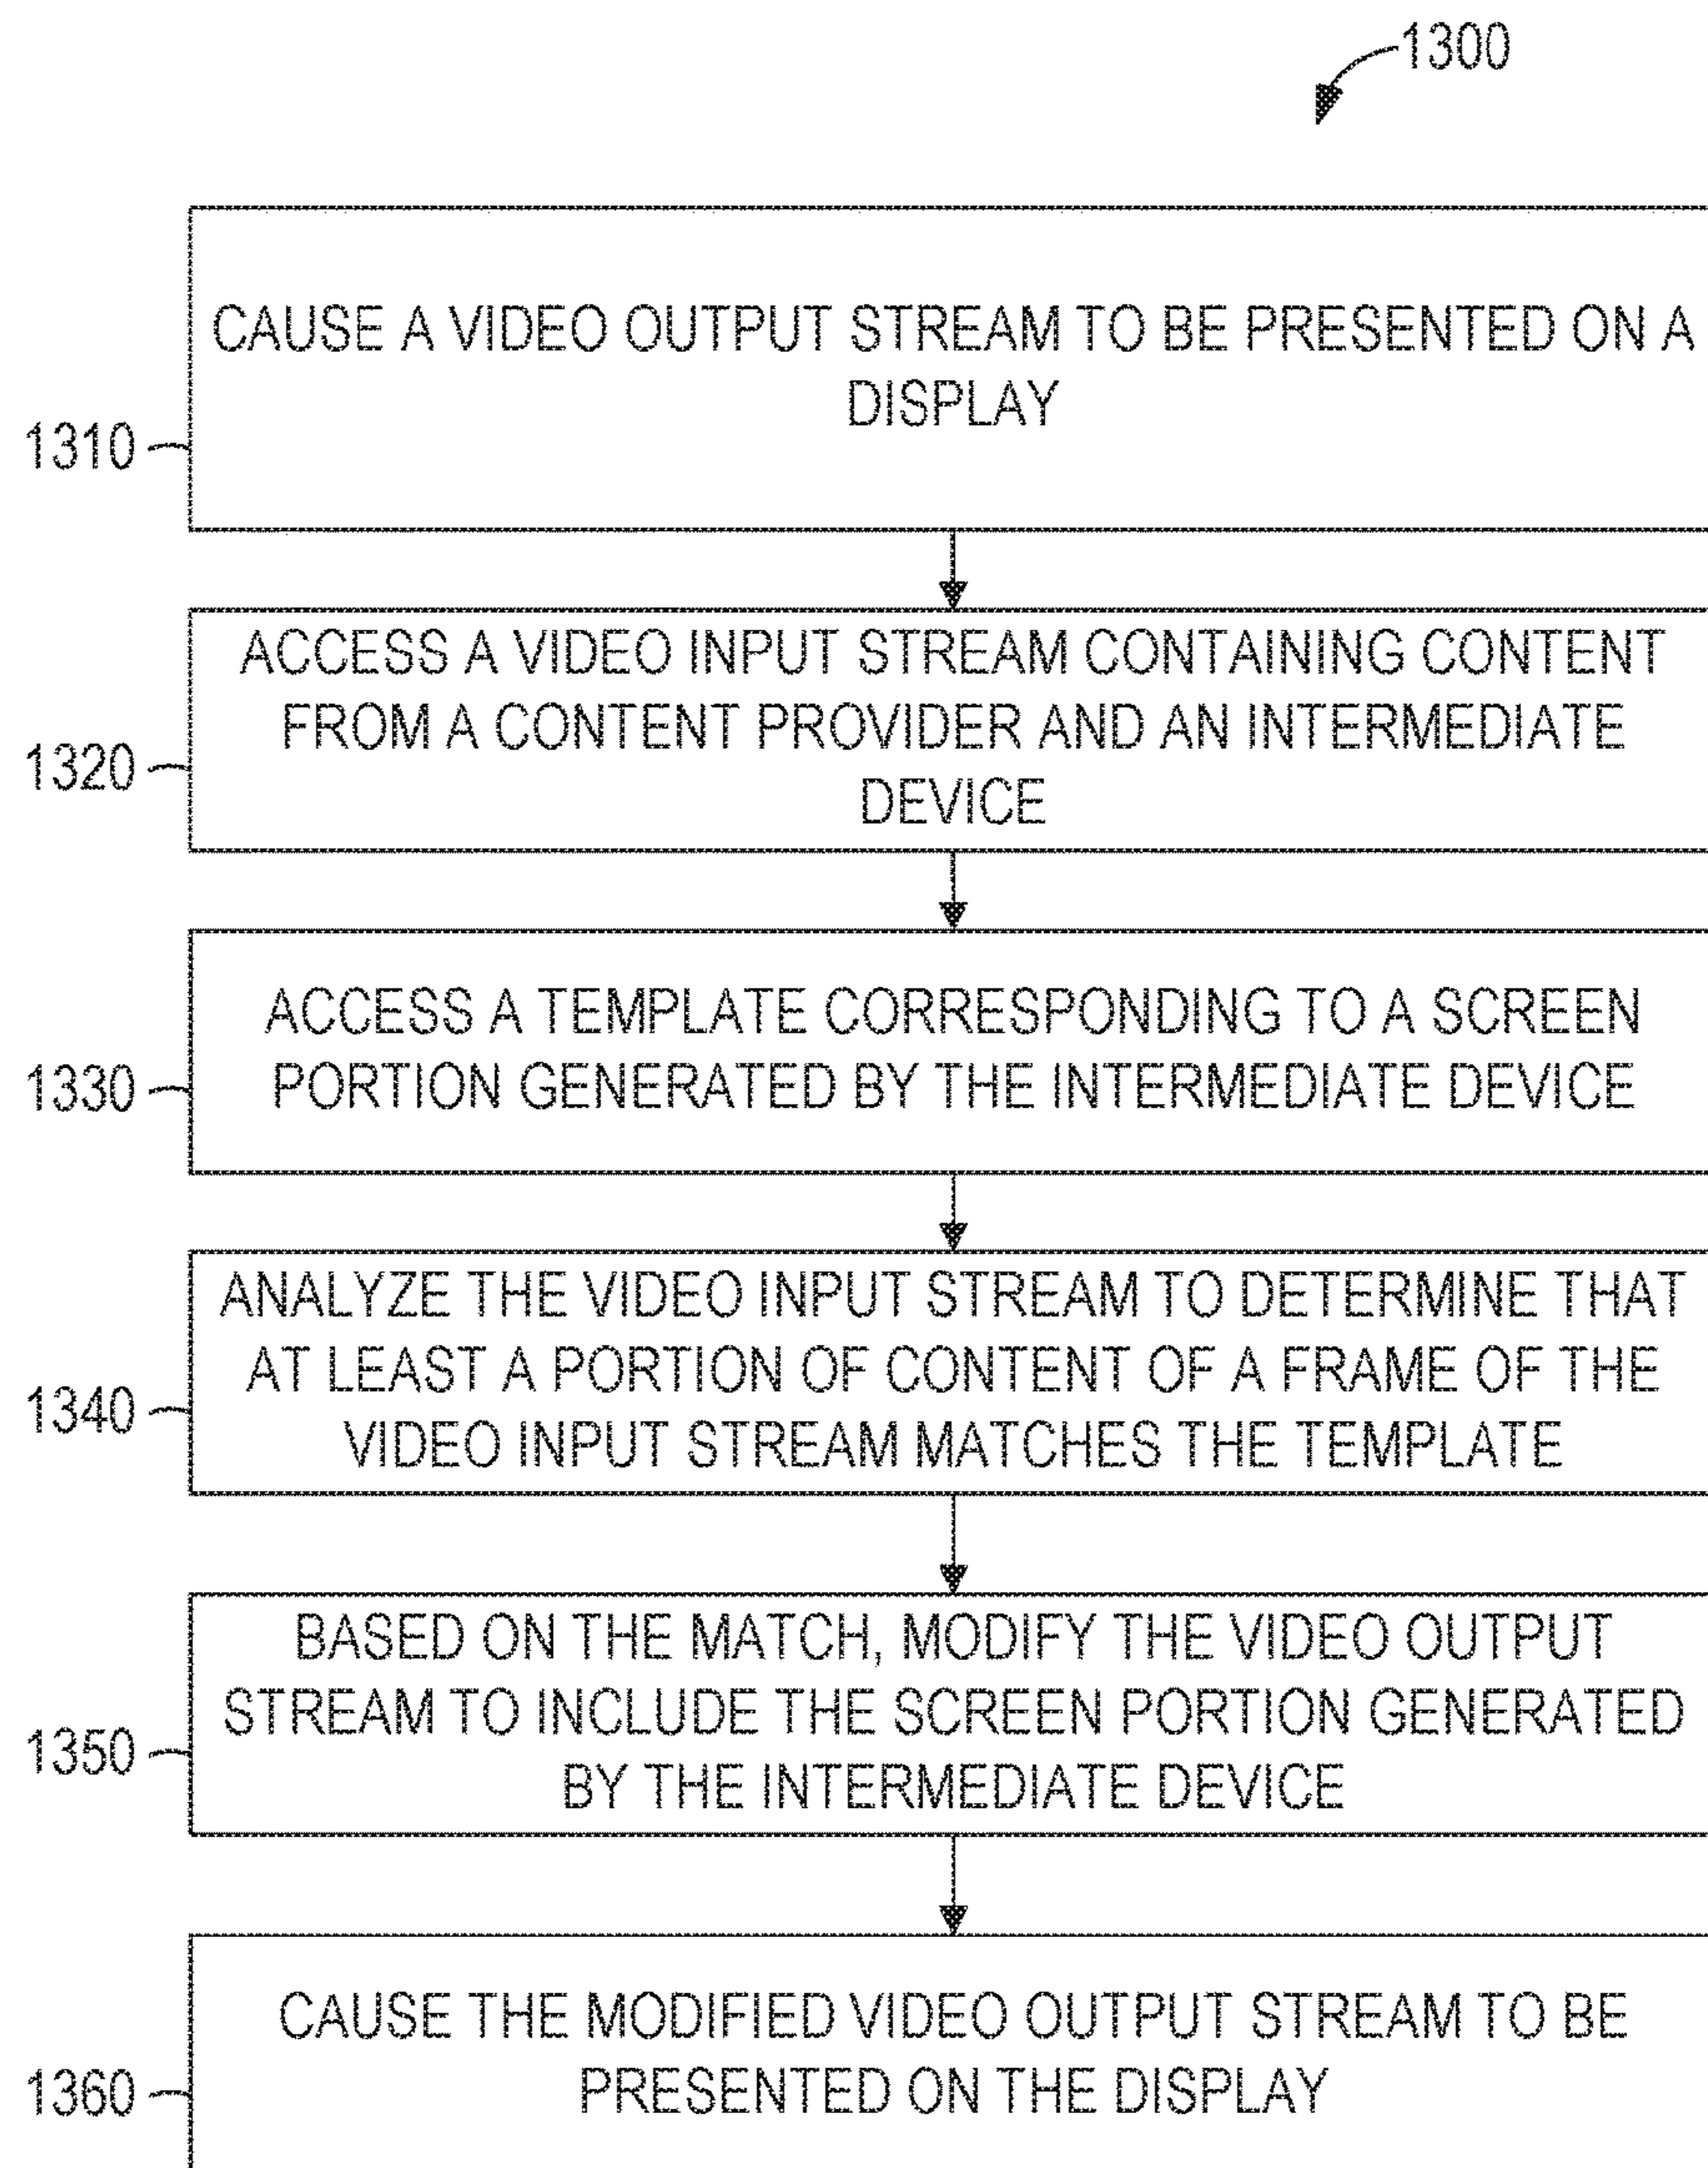 1300
CAUSE A VIDEO OUTPUT STREAM TO BE PRESENTED ON A
DISPLAY
1310
ACCESS A VIDEO INPUT STREAM CONTAINING CONTENT
FROM A CONTENT PROVIDER AND AN INTERMEDIATE
DEVICE
1320
ACCESS A TEMPLATE CORRESPONDING TO A SCREEN
PORTION GENERATED BY THE INTERMEDIATE DEVICE
1330
ANALYZE THE VIDEO INPUT STREAM TO DETERMINE THAT
AT LEAST A PORTION OF CONTENT OF A FRAME OF THE
VIDEO INPUT STREAM MATCHES THE TEMPLATE
1340
BASED ON THE MATCH, MODIFY THE VIDEO OUTPUT
STREAM TO INCLUDE THE SCREEN PORTION GENERATED
BY THE INTERMEDIATE DEVICE
1350
CAUSE THE MODIFIED VIDEO OUTPUT STREAM TO BE
PRESENTED ON THE DISPLAY
1360